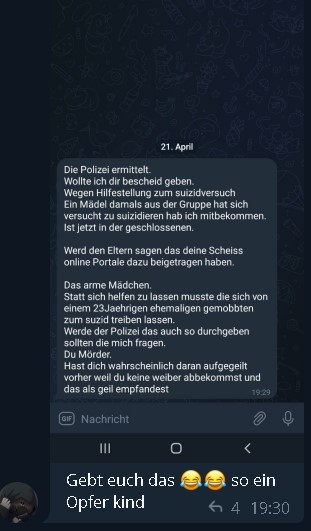 21. April
Die Polizei ermittelt.
Wollte ich dir bescheid geben.
Wegen Hilfestellung zum suizidversuch
Ein Mädel damals aus der Gruppe hat sich
versucht zu suizidieren hab ich mitbekommen.
Ist jetzt in der geschlossenen.
Werd den Eltern sagen das deine Scheiss
online Portale dazu beigetragen haben.
Das arme Mädchen.
Statt sich helfen zu lassen musste die sich von
einem 23Jaehrigen ehemaligen gemobbten
zum suzid treiben lassen.
Werde der Polizei das auch so durchgeben
sollten die mich fragen.
Du Mörder.
Hast dich wahrscheinlich daran aufgegeilt
vorher weil du keine weiber abbekommst und
das als geil empfandest
19:29
GIF Nachricht
Gebt euch das 😂😂 so ein
Opfer kind
4 19:30